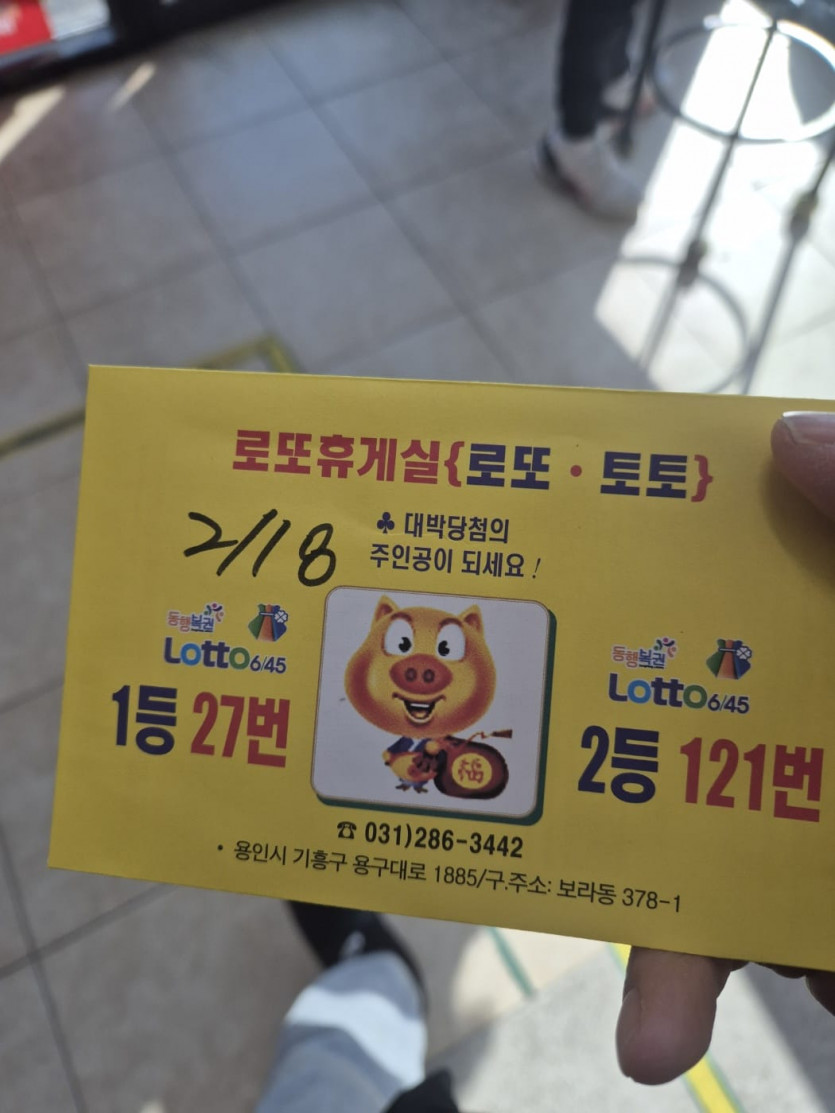 로또휴게실{로또·토토}
2/18
♣ 대박당첨의
주인공이 되세요!
동행복권
Lotto6/45
1등 27번
福
동행복권
Lotto6/45
2등 121번
☎ 031)286-3442
• 용인시 기흥구 용구대로 1885/구.주소: 보라동 378-1